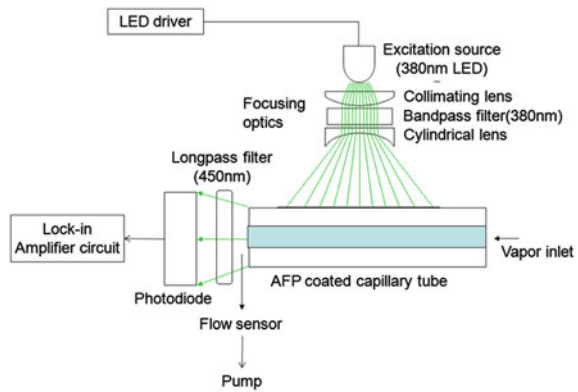 LED driver
Excitation source
(380nm LED)
Collimating lens
Focusing
optics
Bandpass filter(380nm)
Cylindrical lens
Longpass filter
(450nm)
Lock-in
Amplifier circuit
Vapor inlet
AFP coated capillary tube
Photodiode
Flow sensor
Pump